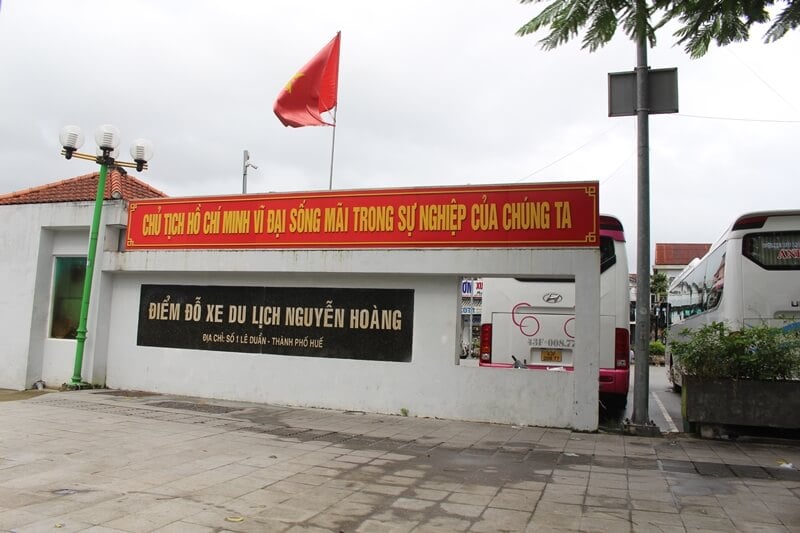 CHỦ TỊCH HỒ CHÍ MINH VĨ ĐẠI SỐNG MÃI TRONG SỰ NGHIỆP CỦA CHÚNG TA
ĐIỂM ĐỖ XE DU LỊCH NGUYỄN HOÀNG
ĐỊA CHỈ: SỐ 1 LÊ DUẨN - THÀNH PHỐ HUẾ
43F-008.77